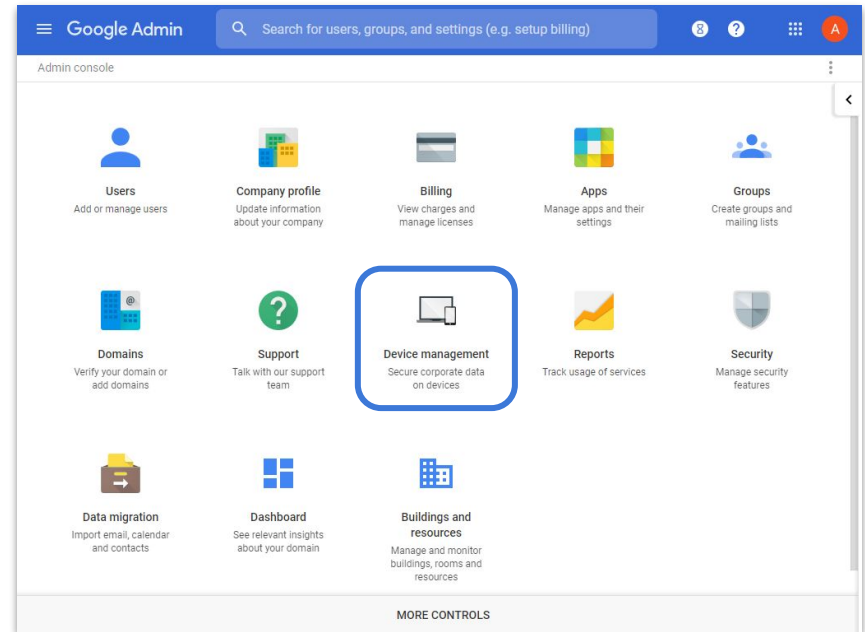 Google Admin
Search for users, groups, and settings (e.g. setup billing)
8
?
A
Admin console
Users
Add or manage users
Company profile
Update information
about your company
Billing
View charges and
manage licenses
Apps
Manage apps and their
settings
Groups
Create groups and
mailing lists
@
Domains
Verify your domain or
add domains
?
Support
Talk with our support
team
Device management
Secure corporate data
on devices
Reports
Track usage of services
Security
Manage security
features
Data migration
Import email, calendar
and contacts
Dashboard
See relevant insights
about your domain
Buildings and
resources
Manage and monitor
buildings, rooms and
resources
MORE CONTROLS